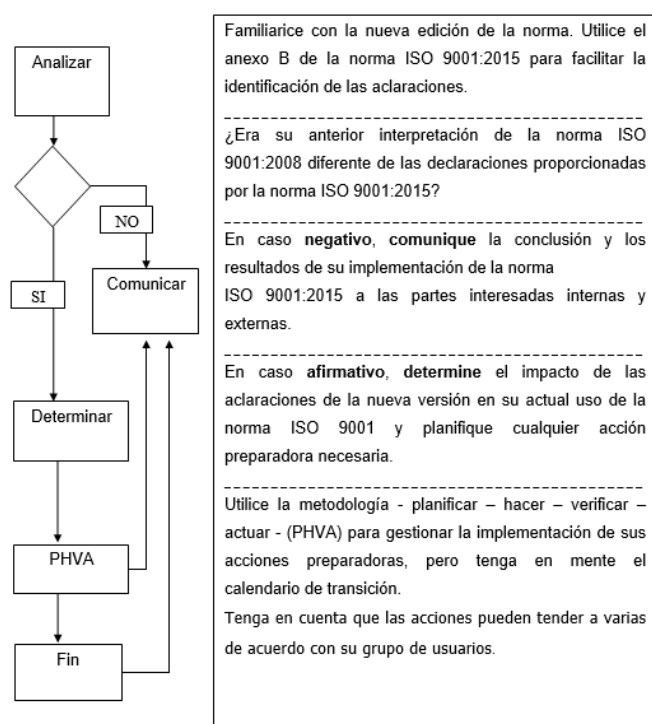 Analizar
NO
SI
Comunicar
Determinar
PHVA
Fin
Familiarice con la nueva edición de la norma. Utilice el
anexo B de la norma ISO 9001:2015 para facilitar la
identificación de las aclaraciones.
¿Era su anterior interpretación de la norma ISO
9001:2008 diferente de las declaraciones proporcionadas
por la norma ISO 9001:2015?
En caso negativo, comunique la conclusión y los
resultados de su implementación de la norma
ISO 9001:2015 a las partes interesadas internas y
externas.
En caso afirmativo, determine el impacto de las
aclaraciones de la nueva versión en su actual uso de la
norma ISO 9001 y planifique cualquier acción
preparadora necesaria.
Utilice la metodología - planificar – hacer – verificar –
actuar - (PHVA) para gestionar la implementación de sus
acciones preparadoras, pero tenga en mente el
calendario de transición.
Tenga en cuenta que las acciones pueden tender a varias
de acuerdo con su grupo de usuarios.